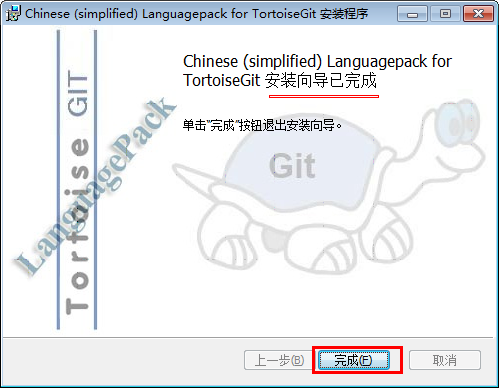 Chinese (simplified) Languagepack for TortoiseGit 安装程序
Chinese (simplified) Languagepack for
TortoiseGit 安装向导已完成
单击"完成"按钮退出安装向导。
Tortoise GIT
LanguagePack
Git
上一步(B)
完成(F)
取消